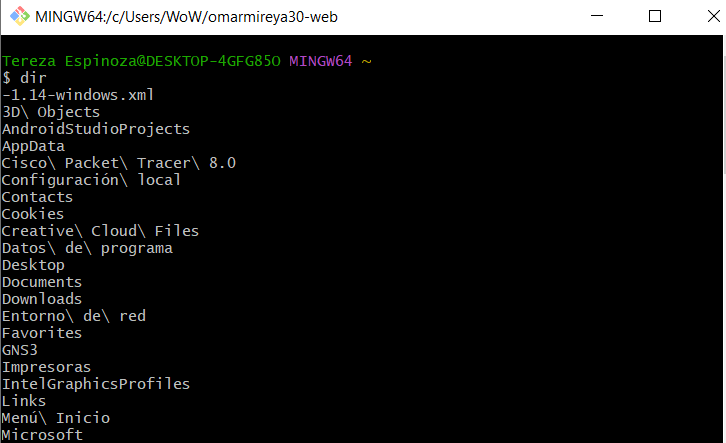 MINGW64:/c/Users/WoW/omarmireya30-web
Tereza Espinoza@DESKTOP-4GFG85O MINGW64 ~
$ dir
-1.14-windows.xml
3D\ Objects
AndroidStudioProjects
AppData
Cisco\ Packet\ Tracer\ 8.0
Configuración\ local
Contacts
Cookies
Creative\ Cloud\ Files
Datos\ de\ programa
Desktop
Documents
Downloads
Entorno\ de\ red
Favorites
GNS3
Impresoras
IntelGraphicsProfiles
Links
Menú\ Inicio
Microsoft